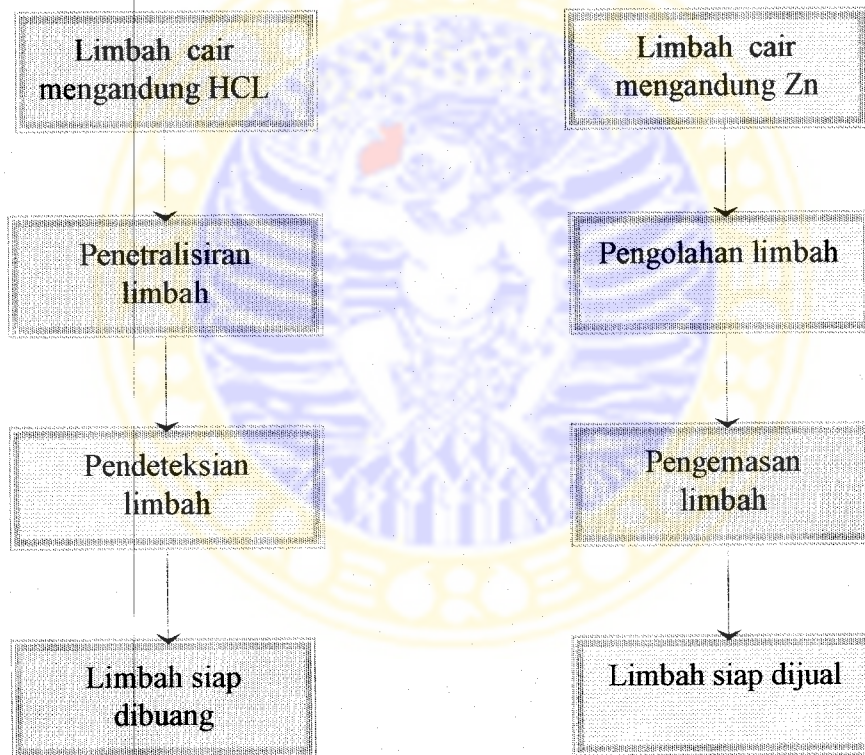 Limbah cair
mengandung HCL
Penetralisiran
limbah
Pendeteksian
limbah
Limbah siap
dibuang
Limbah cair
mengandung Zn
Pengolahan limbah
Pengemasan
limbah
Limbah siap dijual